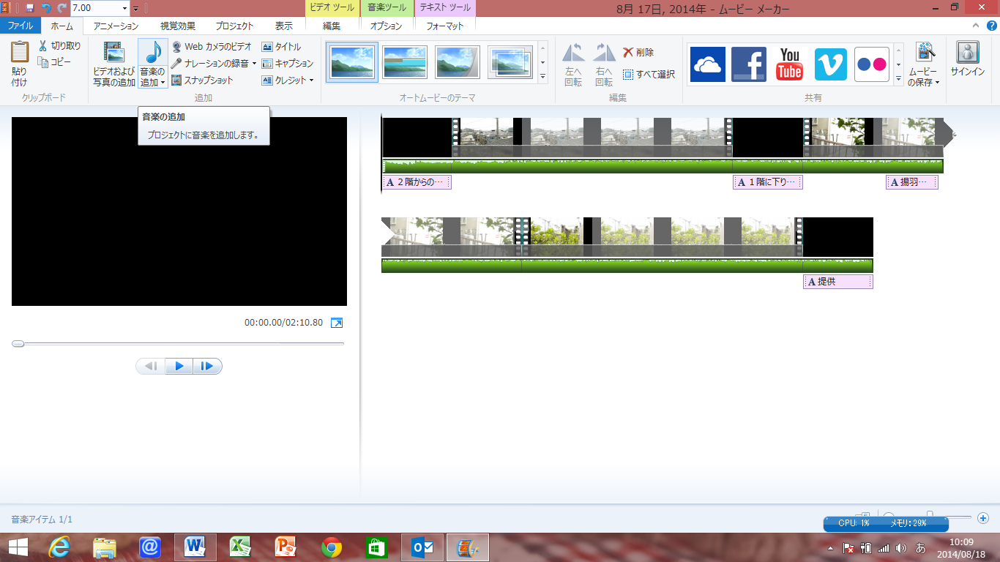 7.00
ビデオ ツール
音楽ツール
テキスト ツール
8月 17日, 2014年 - ムービー メーカー
ファイル
ホーム
アニメーション
視覚効果
プロジェクト
表示
編集
オプション
フォーマット
貼り
付け
切り取り
コピー
クリップボード
ビデオおよび
写真の追加
音楽の
追加
Web カメラのビデオ
ナレーションの録音
スナップショット
タイトル
キャプション
クレジット
追加
オートムービーのテーマ
左へ
回転
右へ
回転
削除
すべて選択
編集
You
Tube
共有
ムービー
の保存
サインイン
音楽の追加
プロジェクトに音楽を追加します。
A 2 階からの…
A 1 階に下り…
A 揚羽…
A 提供
00:00.00/02:10.80
音楽アイテム 1/1
CPU: 1% メモリ: 29%
あ
10:09
2014/08/18